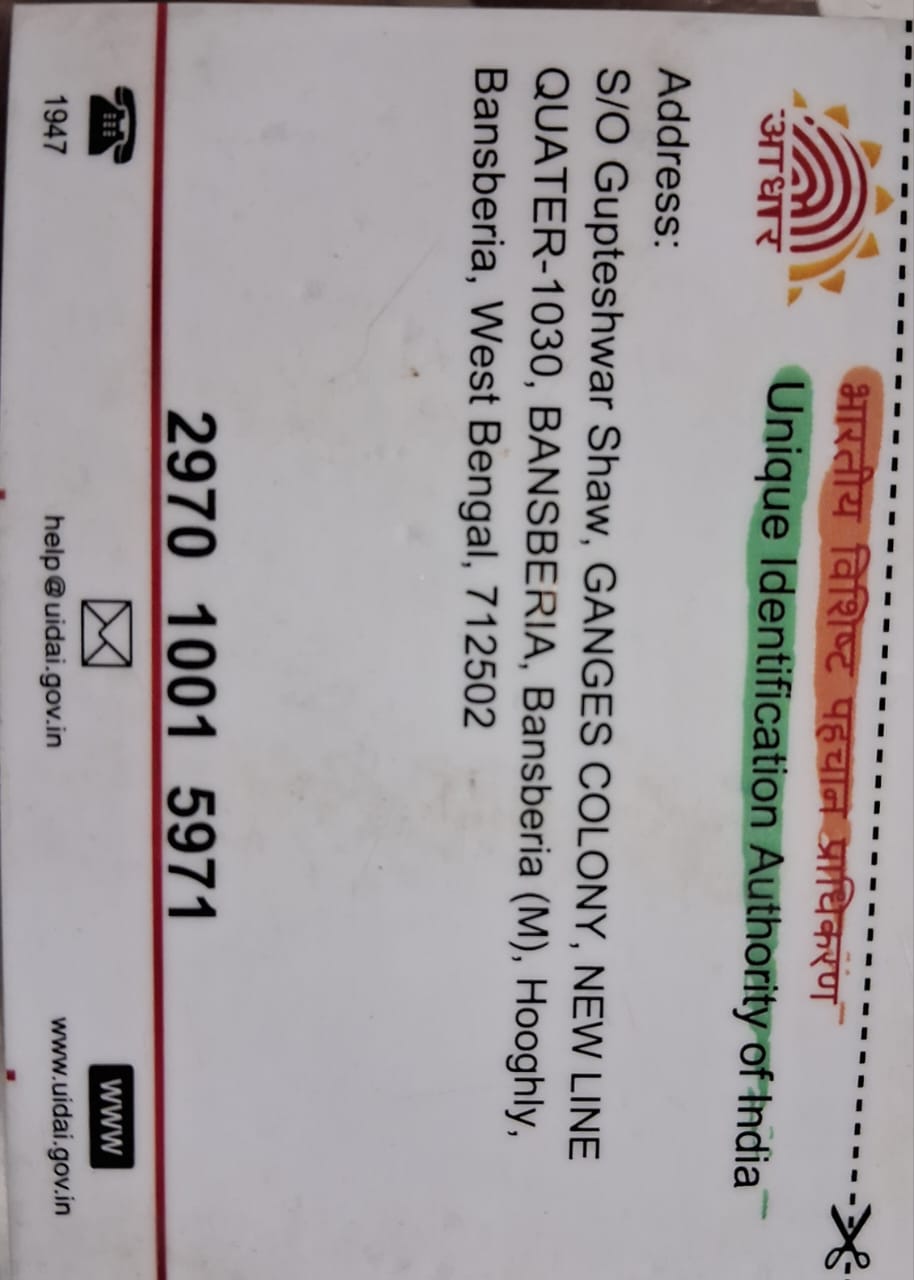 भारतीय विशिष्ट पहचान प्राधिकरण
Unique Identification Authority of India
आधार
Address:
S/O Gupteshwar Shaw, GANGES COLONY, NEW LINE
QUATER-1030, BANSBERIA, Bansberia (M), Hooghly,
Bansberia, West Bengal, 712502
2970 1001 5971
1947
help@uidai.gov.in
www
www.uidai.gov.in